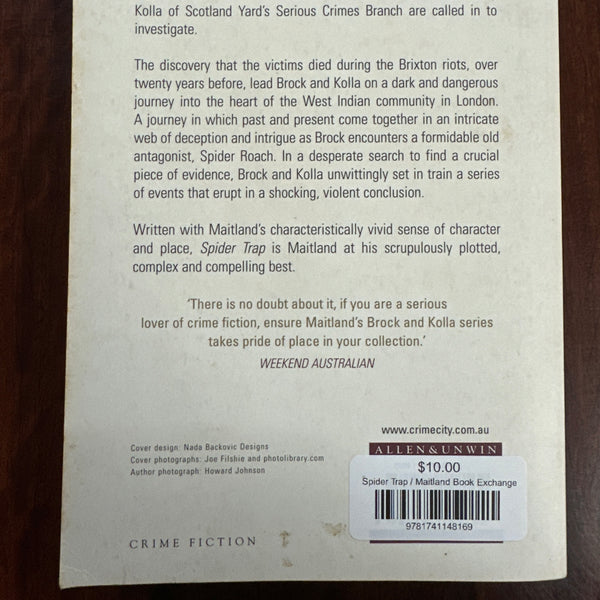 Kolla of Scotland Yard's Serious Crimes Branch are called in to
investigate.
The discovery that the victims died during the Brixton riots, over
twenty years before, lead Brock and Kolla on a dark and dangerous
journey into the heart of the West Indian community in London.
A journey in which past and present come together in an intricate
web of deception and intrigue as Brock encounters a formidable old
antagonist, Spider Roach. In a desperate search to find a crucial
piece of evidence, Brock and Kolla unwittingly set in train a series
of events that erupt in a shocking, violent conclusion.
Written with Maitland's characteristically vivid sense of character
and place, Spider Trap is Maitland at his scrupulously plotted,
complex and compelling best.
'There is no doubt about it, if you are a serious
lover of crime fiction, ensure Maitland's Brock and Kolla series
takes pride of place in your collection.'
WEEKEND AUSTRALIAN
Cover design: Nada Backovic Designs
Cover photographs: Joe Filshie and photolibrary.com
Author photograph: Howard Johnson
CRIME FICTION
www.crimecity.com.au
ALLEN & UNWIN
$10.00
Spider Trap / Maitland Book Exchange
9781741148169